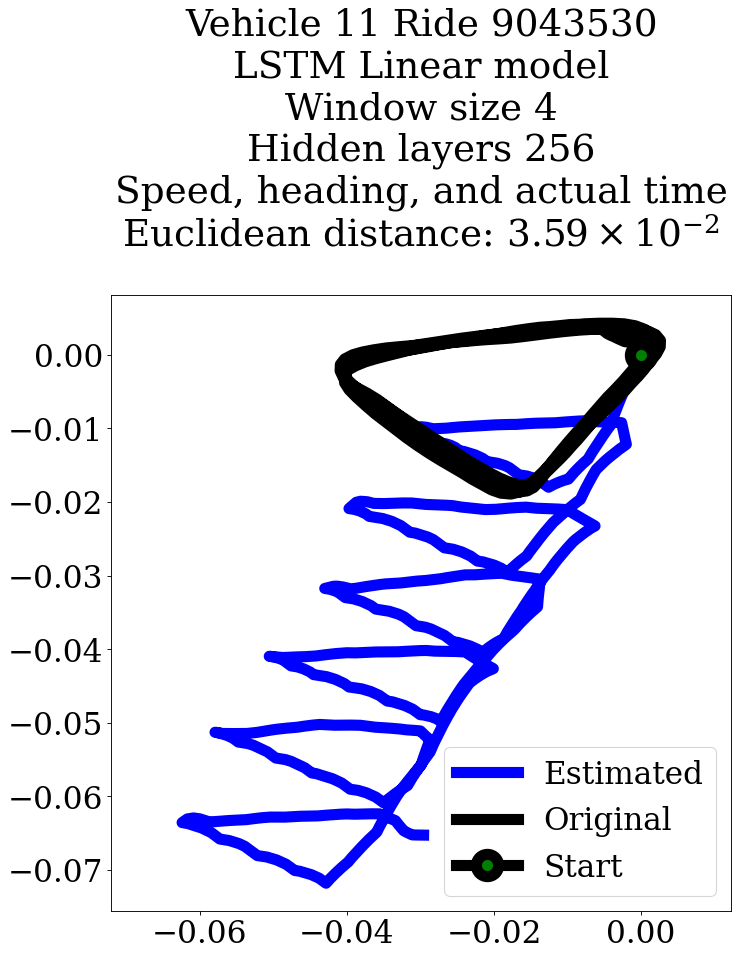 Vehicle 11 Ride 9043530
LSTM Linear model
Window size 4
Hidden layers 256
Speed, heading, and actual time
Euclidean distance: 3.59 × 10⁻²
0.00
−0.01
−0.02
−0.03
−0.04
−0.05
−0.06
−0.07
Estimated
Original
Start
−0.06 −0.04 −0.02 0.00